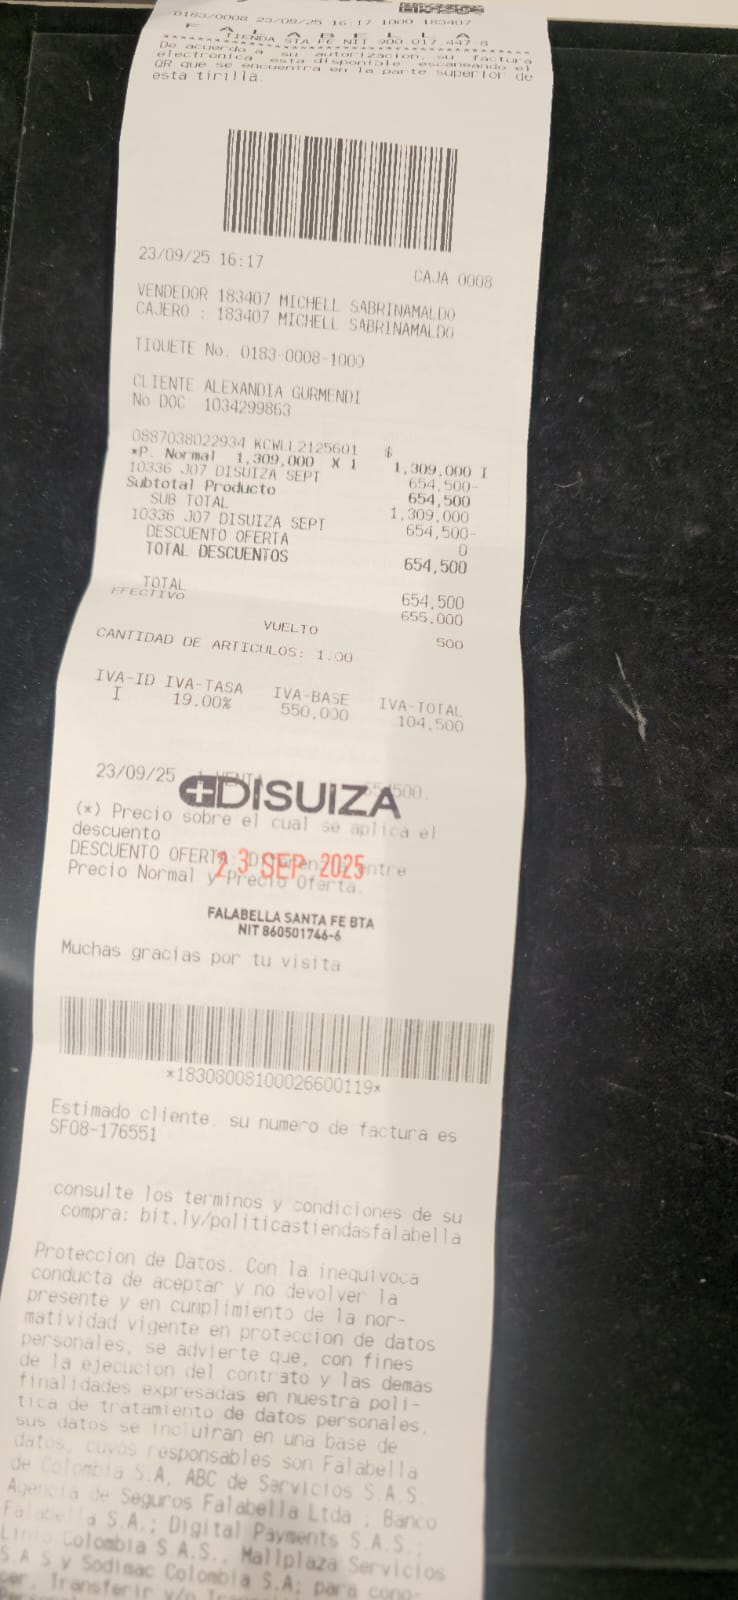 0183/0008 23/09/25 16:17 1000 183407
F A L A B E L L A
TIENDA STA FE NIT 900.017.447-8
*****************************************
De acuerdo a su autorizacion, su factura
electronica esta disponible escaneando el
QR que se encuentra en la parte superior de
esta tirilla.
23/09/25 16:17
CAJA 0008
VENDEDOR 183407 MICHELL SABRINAMALDO
CAJERO : 183407 MICHELL SABRINAMALDO
TIQUETE No. 0183-0008-1000
CLIENTE ALEXANDIA GURMENDI
No DOC 1034299863
0887038022934 KCWLL2125601 $
*P. Normal 1,309,000 X 1 1,309,000 I
10336 J07 DISUIZA SEPT 654,500-
Subtotal Producto 654,500
SUB TOTAL 1,309,000
10336 J07 DISUIZA SEPT 654,500-
DESCUENTO OFERTA 0
TOTAL DESCUENTOS 654,500
TOTAL 654,500
EFECTIVO 655.000
VUELTO 500
CANTIDAD DE ARTICULOS: 1.00
IVA-ID IVA-TASA IVA-BASE IVA-TOTAL
I 19.00% 550,000 104,500
23/09/25 VENTA 500.
DISUIZA
(*) Precio sobre el cual se aplica el
descuento
DESCUENTO OFERTA: entre
Precio Normal y Precio Oferta.
23 SEP 2025
FALABELLA SANTA FE BTA
NIT 860501746-6
Muchas gracias por tu visita
*18308008100026600119*
Estimado cliente, su numero de factura es
SF08-176551
consulte los terminos y condiciones de su
compra: bit.ly/politicastiendasfalabella
Proteccion de Datos. Con la inequivoca
conducta de aceptar y no devolver la
presente y en cumplimiento de la nor-
matividad vigente en proteccion de datos
personales, se advierte que, con fines
de la ejecucion del contrato y las demas
finalidades expresadas en nuestra poli-
tica de tratamiento de datos personales,
sus datos se incluiran en una base de
datos, cuyos responsables son Falabella
de Colombia S.A, ABC de Servicios S.A.S.
Agencia de Seguros Falabella Ltda ; Banco
Falabella S.A.; Digital Payments S.A.S.;
Linio Colombia S.A.S., Mallplaza Servicios
S.A.S y Sodimac Colombia S.A; para cono-
cer, Transferir y/o